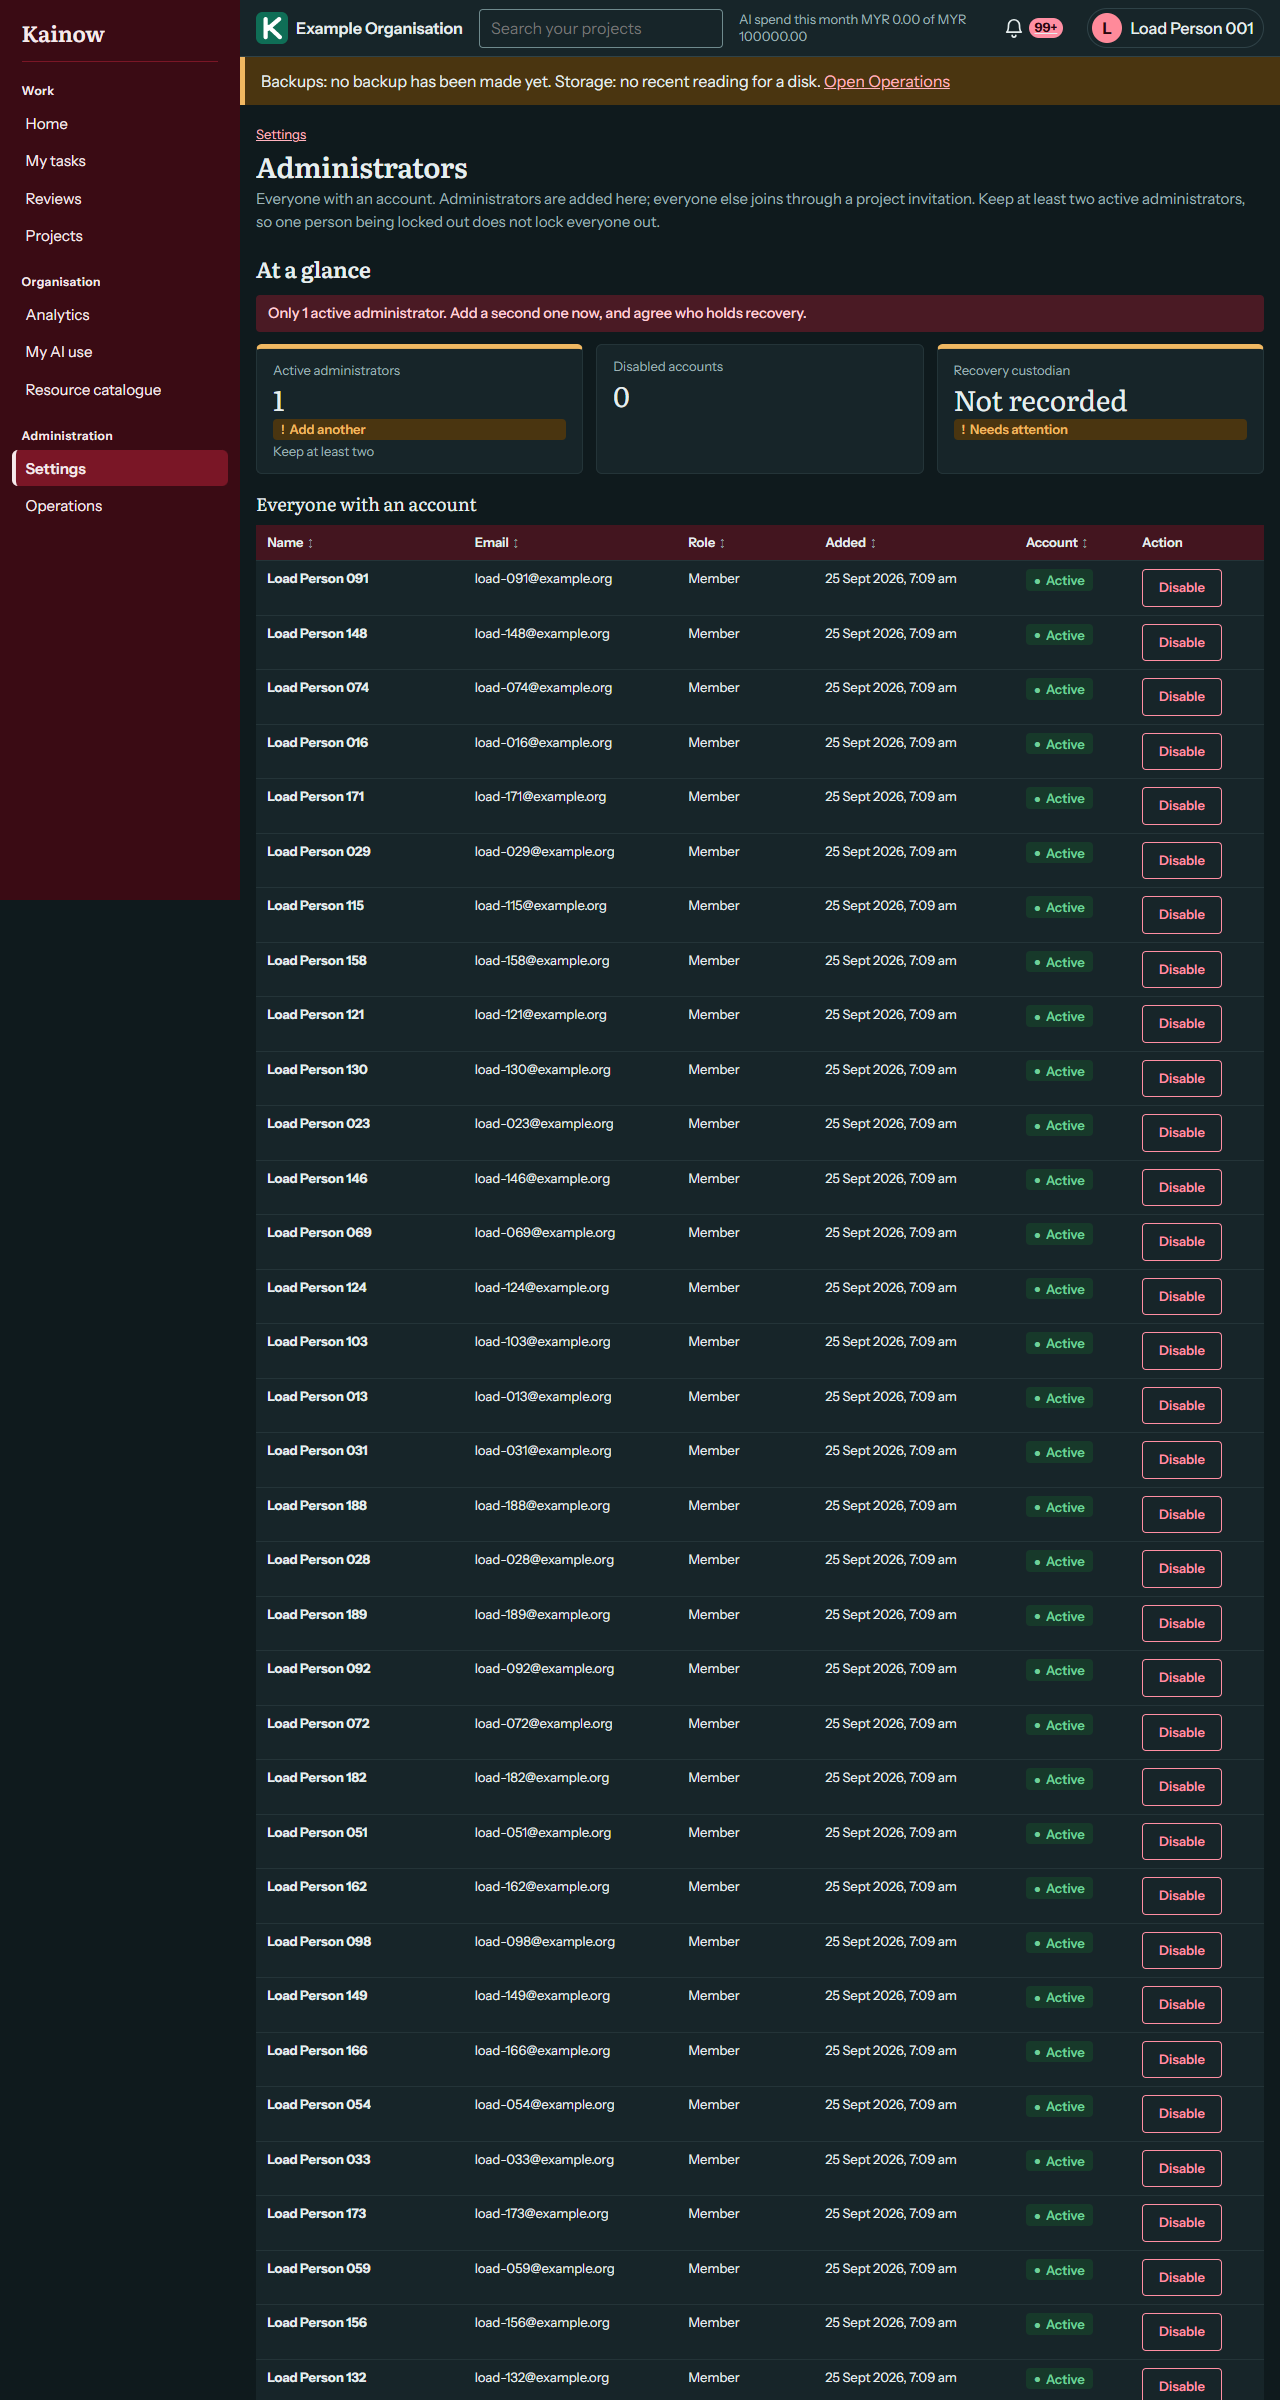 Kainow
Work
Home
My tasks
Reviews
Projects
Organisation
Analytics
My AI use
Resource catalogue
Administration
Settings
Operations
K
Example Organisation
Search your projects
AI spend this month MYR 0.00 of MYR
100000.00
99+
L
Load Person 001
Backups: no backup has been made yet. Storage: no recent reading for a disk. Open Operations
Settings
Administrators
Everyone with an account. Administrators are added here; everyone else joins through a project invitation. Keep at least two active administrators,
so one person being locked out does not lock everyone out.
At a glance
Only 1 active administrator. Add a second one now, and agree who holds recovery.
Active administrators
1
! Add another
Keep at least two
Disabled accounts
0
Recovery custodian
Not recorded
! Needs attention
Everyone with an account
Name ↕ Email ↕ Role ↕ Added ↕ Account ↕ Action
Load Person 091 load-091@example.org Member 25 Sept 2026, 7:09 am Active Disable
Load Person 148 load-148@example.org Member 25 Sept 2026, 7:09 am Active Disable
Load Person 074 load-074@example.org Member 25 Sept 2026, 7:09 am Active Disable
Load Person 016 load-016@example.org Member 25 Sept 2026, 7:09 am Active Disable
Load Person 171 load-171@example.org Member 25 Sept 2026, 7:09 am Active Disable
Load Person 029 load-029@example.org Member 25 Sept 2026, 7:09 am Active Disable
Load Person 115 load-115@example.org Member 25 Sept 2026, 7:09 am Active Disable
Load Person 158 load-158@example.org Member 25 Sept 2026, 7:09 am Active Disable
Load Person 121 load-121@example.org Member 25 Sept 2026, 7:09 am Active Disable
Load Person 130 load-130@example.org Member 25 Sept 2026, 7:09 am Active Disable
Load Person 023 load-023@example.org Member 25 Sept 2026, 7:09 am Active Disable
Load Person 146 load-146@example.org Member 25 Sept 2026, 7:09 am Active Disable
Load Person 069 load-069@example.org Member 25 Sept 2026, 7:09 am Active Disable
Load Person 124 load-124@example.org Member 25 Sept 2026, 7:09 am Active Disable
Load Person 103 load-103@example.org Member 25 Sept 2026, 7:09 am Active Disable
Load Person 013 load-013@example.org Member 25 Sept 2026, 7:09 am Active Disable
Load Person 031 load-031@example.org Member 25 Sept 2026, 7:09 am Active Disable
Load Person 188 load-188@example.org Member 25 Sept 2026, 7:09 am Active Disable
Load Person 028 load-028@example.org Member 25 Sept 2026, 7:09 am Active Disable
Load Person 189 load-189@example.org Member 25 Sept 2026, 7:09 am Active Disable
Load Person 092 load-092@example.org Member 25 Sept 2026, 7:09 am Active Disable
Load Person 072 load-072@example.org Member 25 Sept 2026, 7:09 am Active Disable
Load Person 182 load-182@example.org Member 25 Sept 2026, 7:09 am Active Disable
Load Person 051 load-051@example.org Member 25 Sept 2026, 7:09 am Active Disable
Load Person 162 load-162@example.org Member 25 Sept 2026, 7:09 am Active Disable
Load Person 098 load-098@example.org Member 25 Sept 2026, 7:09 am Active Disable
Load Person 149 load-149@example.org Member 25 Sept 2026, 7:09 am Active Disable
Load Person 166 load-166@example.org Member 25 Sept 2026, 7:09 am Active Disable
Load Person 054 load-054@example.org Member 25 Sept 2026, 7:09 am Active Disable
Load Person 033 load-033@example.org Member 25 Sept 2026, 7:09 am Active Disable
Load Person 173 load-173@example.org Member 25 Sept 2026, 7:09 am Active Disable
Load Person 059 load-059@example.org Member 25 Sept 2026, 7:09 am Active Disable
Load Person 156 load-156@example.org Member 25 Sept 2026, 7:09 am Active Disable
Load Person 132 load-132@example.org Member 25 Sept 2026, 7:09 am Active Disable